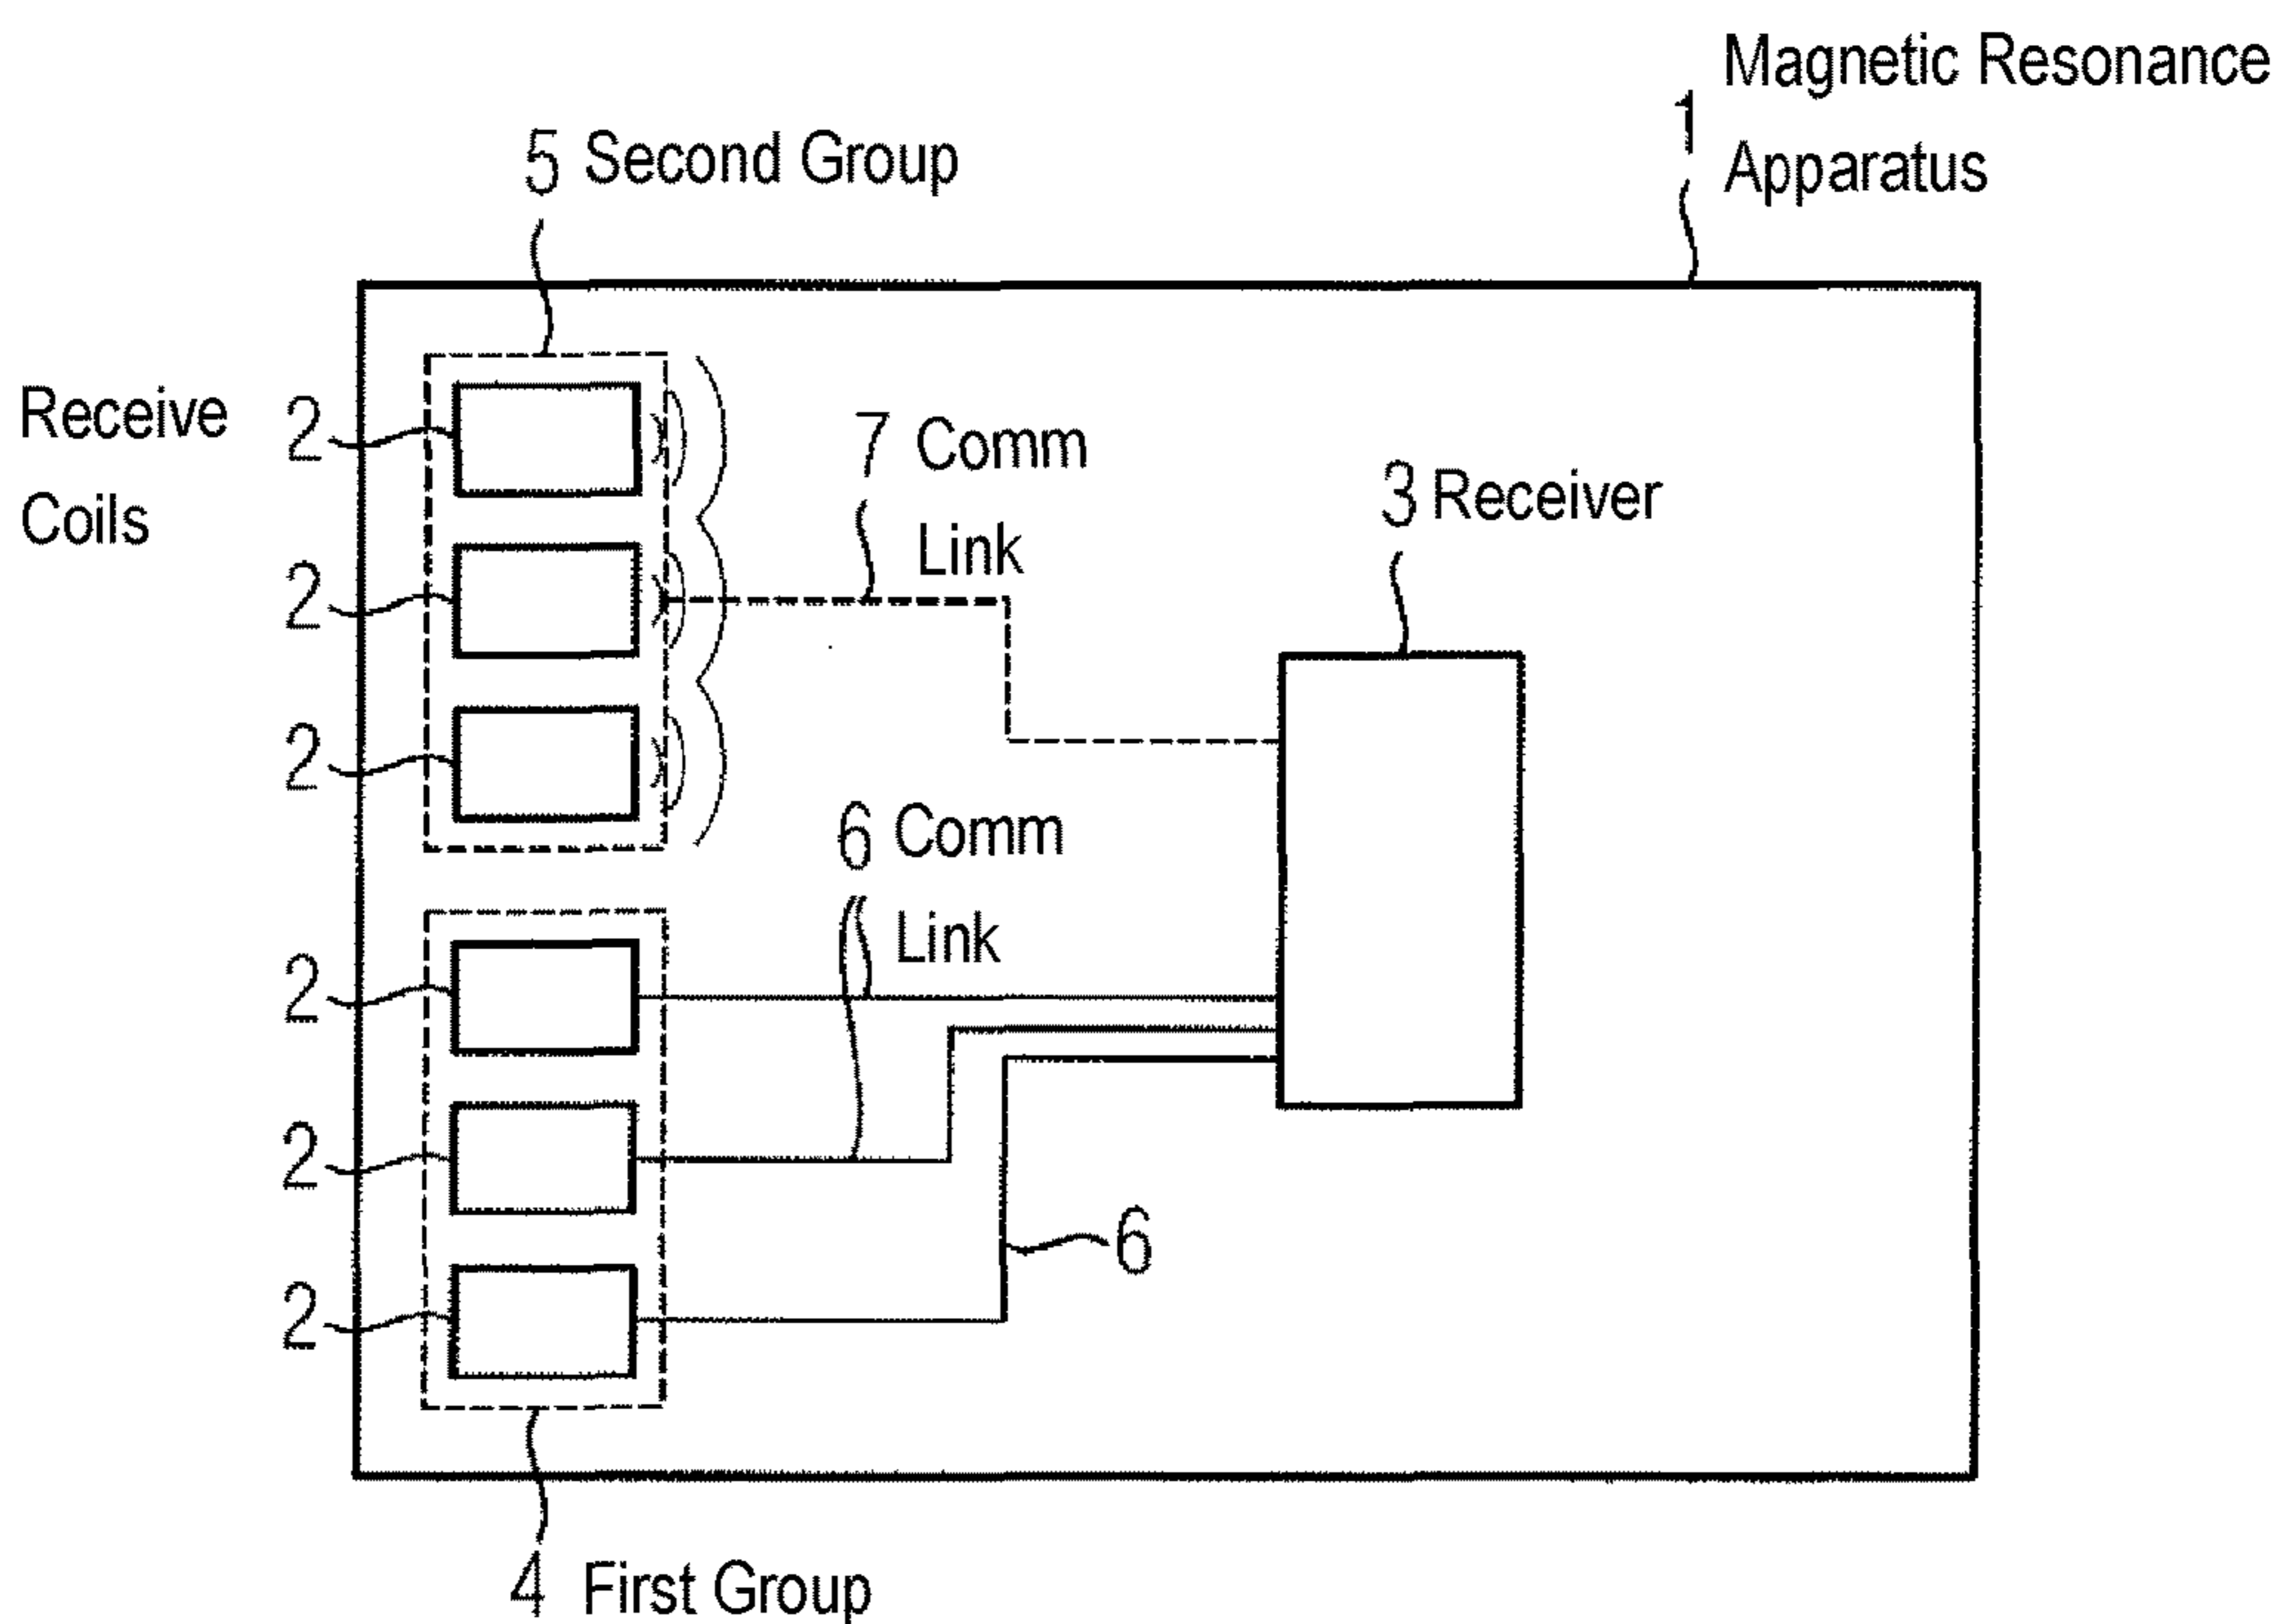 Magnetic Resonance
1
Apparatus
5 Second Group
Receive
Coils
2
7 Comm
Link
3 Receiver
2
2
6 Comm
Link
2
2
6
2
4 First Group